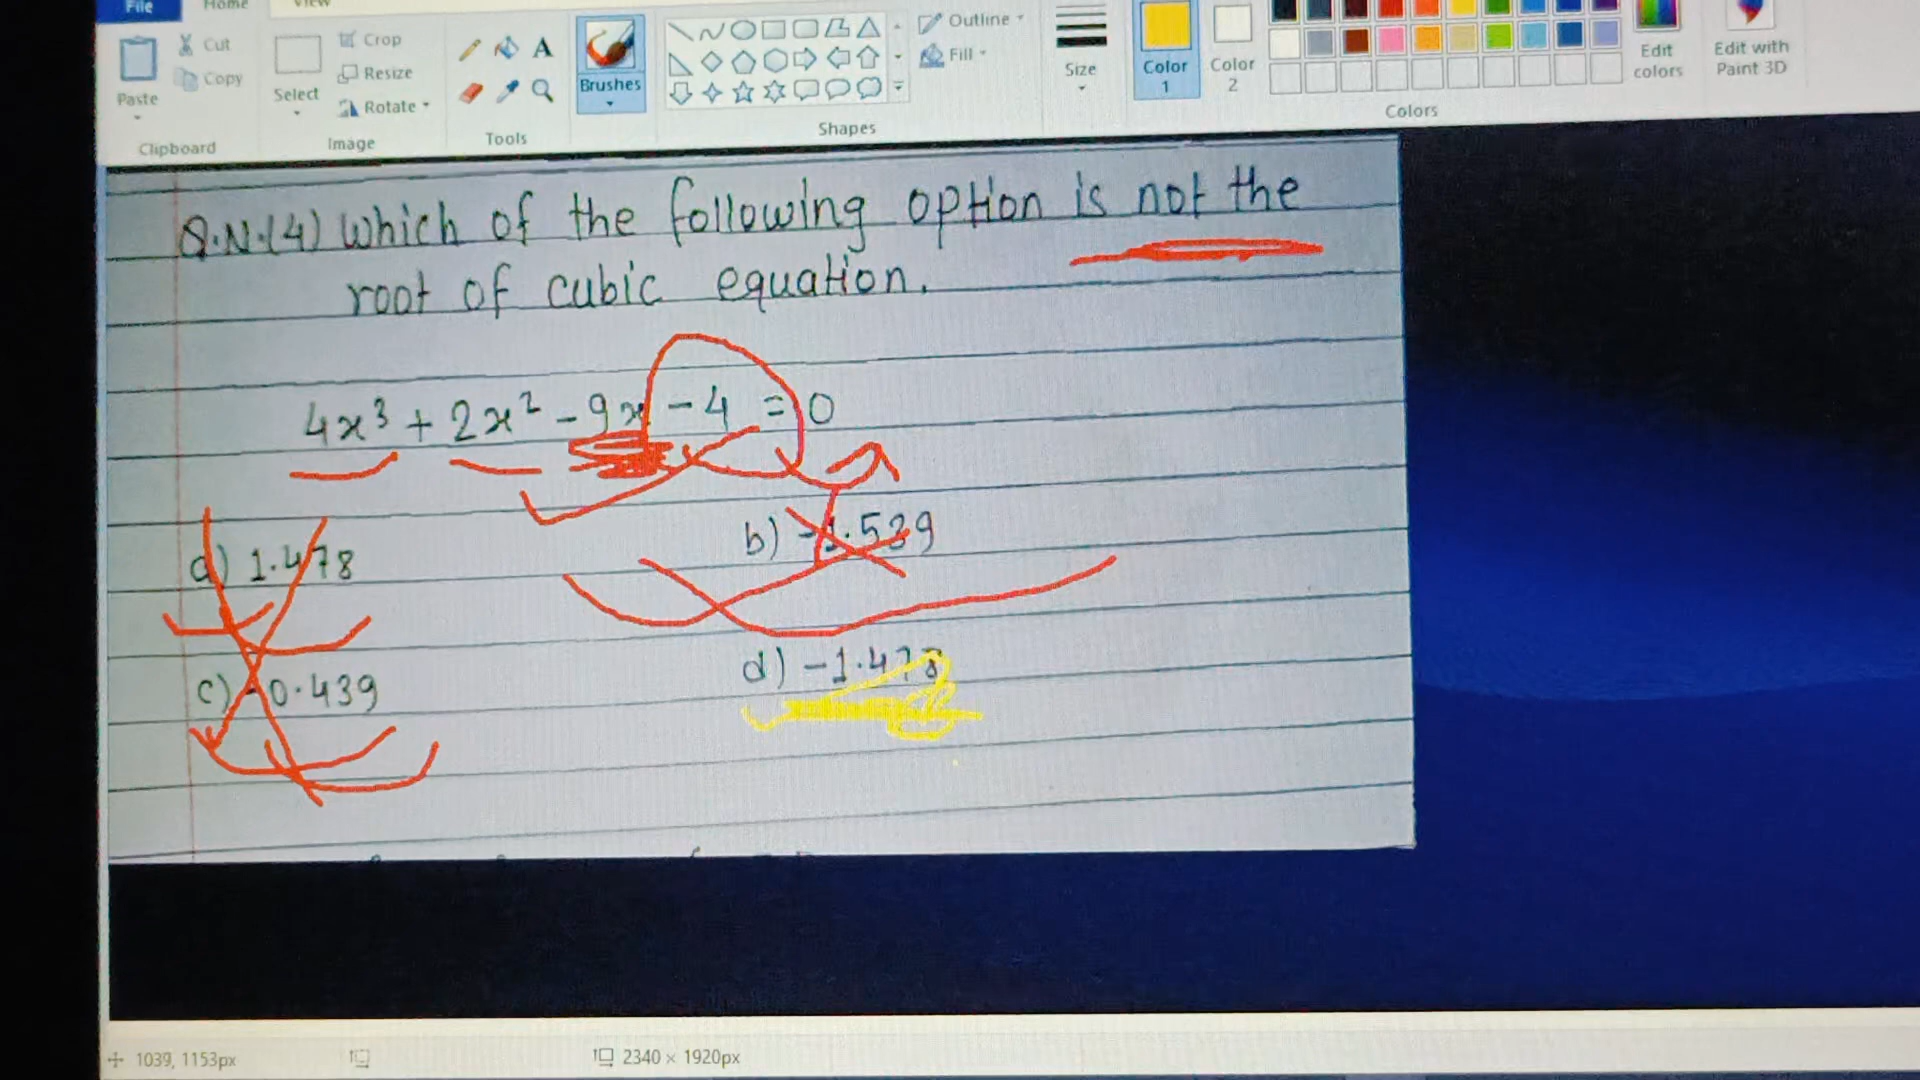 File Home View
Cut
Copy
Paste
Clipboard
Select
Crop
Resize
Rotate
Image
A
Tools
Brushes
Shapes
Outline
Fill
Size
Color 1
Color 2
Colors
Edit colors
Edit with Paint 3D
Q.N.(4) Which of the following option is not the
root of cubic equation.
4x³ + 2x² - 9x - 4 = 0
a) 1.478
b) -1.539
c) -0.439
d) -1.478
1039, 1153px
2340 × 1920px